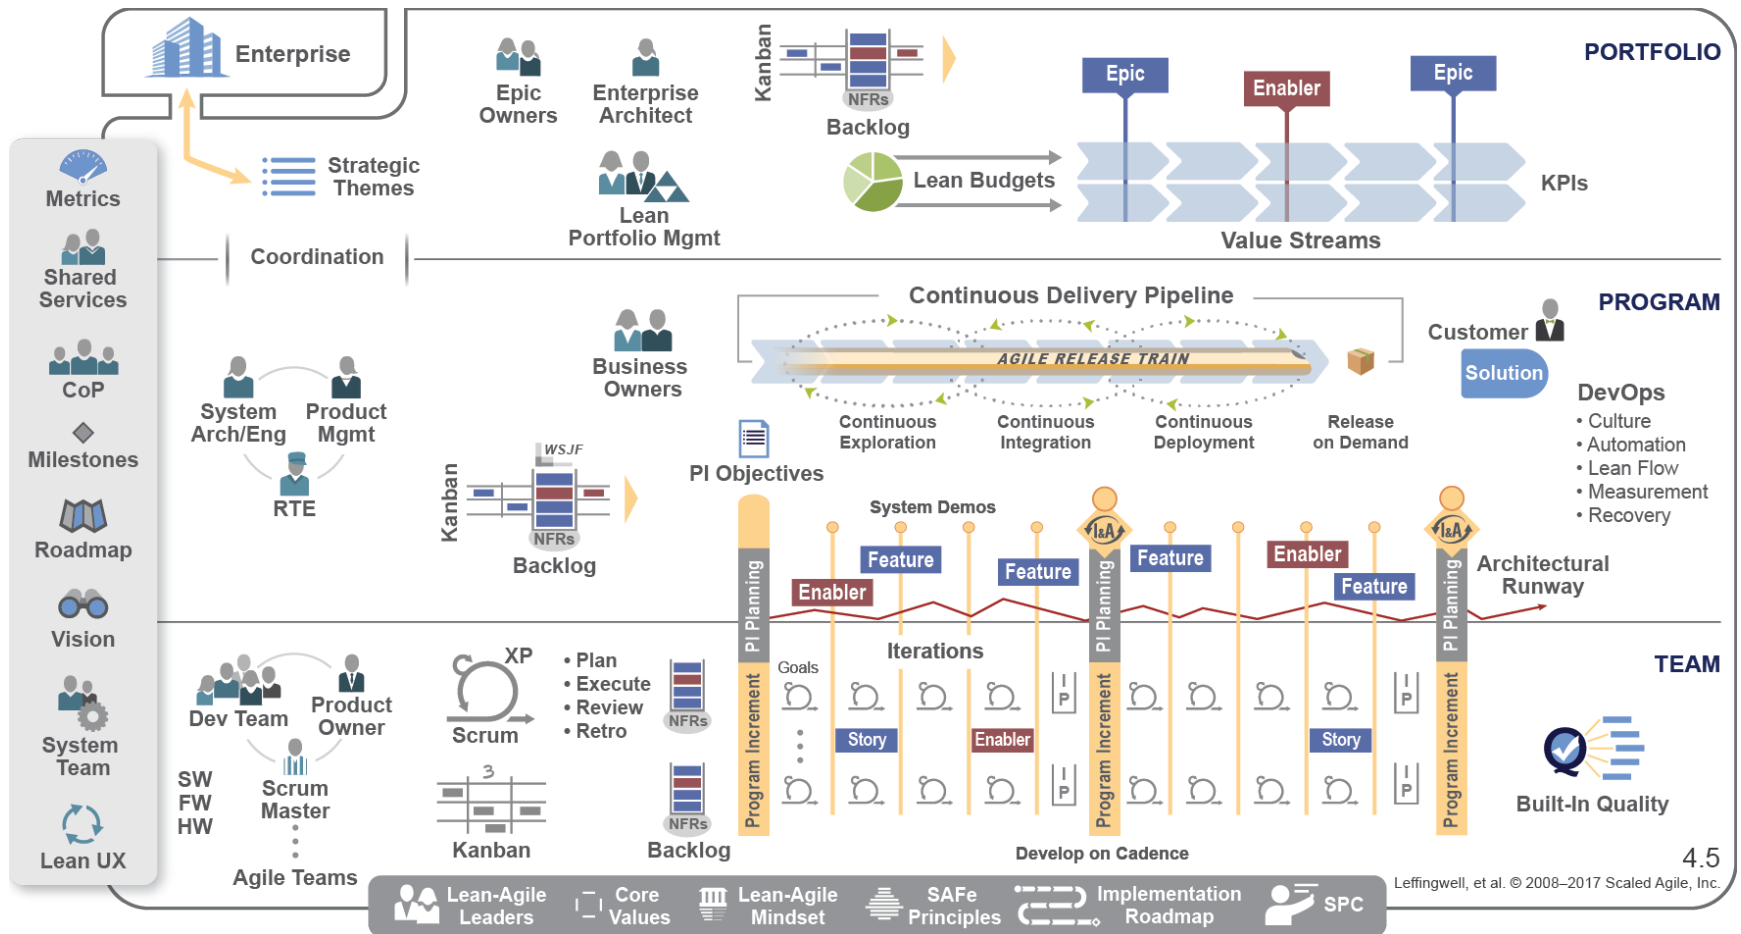 Enterprise
Epic
Owners
Enterprise
Architect
Kanban
NFRs
Backlog
Epic
Enabler
Epic
PORTFOLIO
Strategic
Themes
Lean
Portfolio Mgmt
Lean Budgets
KPIs
Value Streams
Coordination
Metrics
Shared
Services
CoP
Milestones
Roadmap
Vision
System
Team
Lean UX
PROGRAM
Continuous Delivery Pipeline
Business
Owners
AGILE RELEASE TRAIN
Customer
Solution
System
Arch/Eng
Product
Mgmt
RTE
Continuous
Exploration
Continuous
Integration
Continuous
Deployment
Release
on Demand
DevOps
• Culture
• Automation
• Lean Flow
• Measurement
• Recovery
Kanban
WSJF
NFRs
Backlog
PI Objectives
System Demos
I&A
I&A
Enabler
Feature
Feature
Feature
Enabler
Feature
Architectural
Runway
PI Planning
PI Planning
PI Planning
TEAM
Dev Team
Product
Owner
Scrum
Master
SW
FW
HW
Agile Teams
XP
Scrum
• Plan
• Execute
• Review
• Retro
NFRs
3
Kanban
NFRs
Backlog
Program Increment
Program Increment
Program Increment
Iterations
Goals
I
P
I
P
Story
Enabler
Story
I
P
I
P
Develop on Cadence
Built-In Quality
4.5
Leffingwell, et al. © 2008–2017 Scaled Agile, Inc.
Lean-Agile
Leaders
Core
Values
Lean-Agile
Mindset
SAFe
Principles
Implementation
Roadmap
SPC